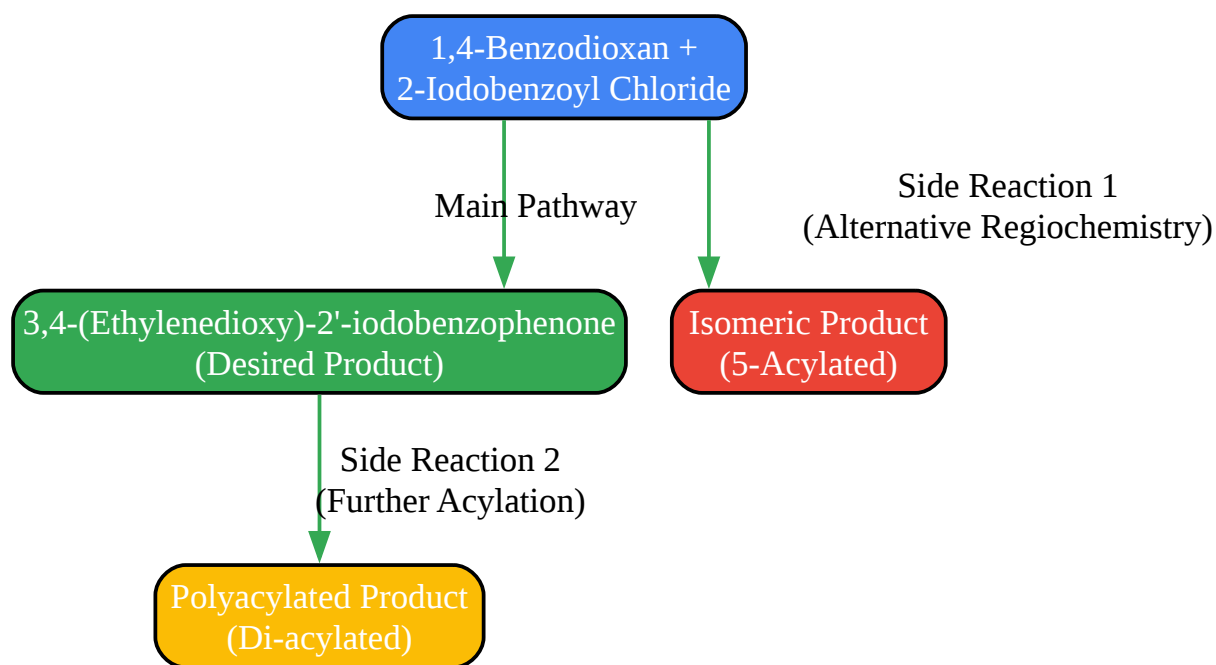 1,4-Benzodioxan +
2-Iodobenzoyl Chloride
Main Pathway
Side Reaction 1
(Alternative Regiochemistry)
3,4-(Ethylenedioxy)-2'-iodobenzophenone
(Desired Product)
Isomeric Product
(5-Acylated)
Side Reaction 2
(Further Acylation)
Polyacylated Product
(Di-acylated)